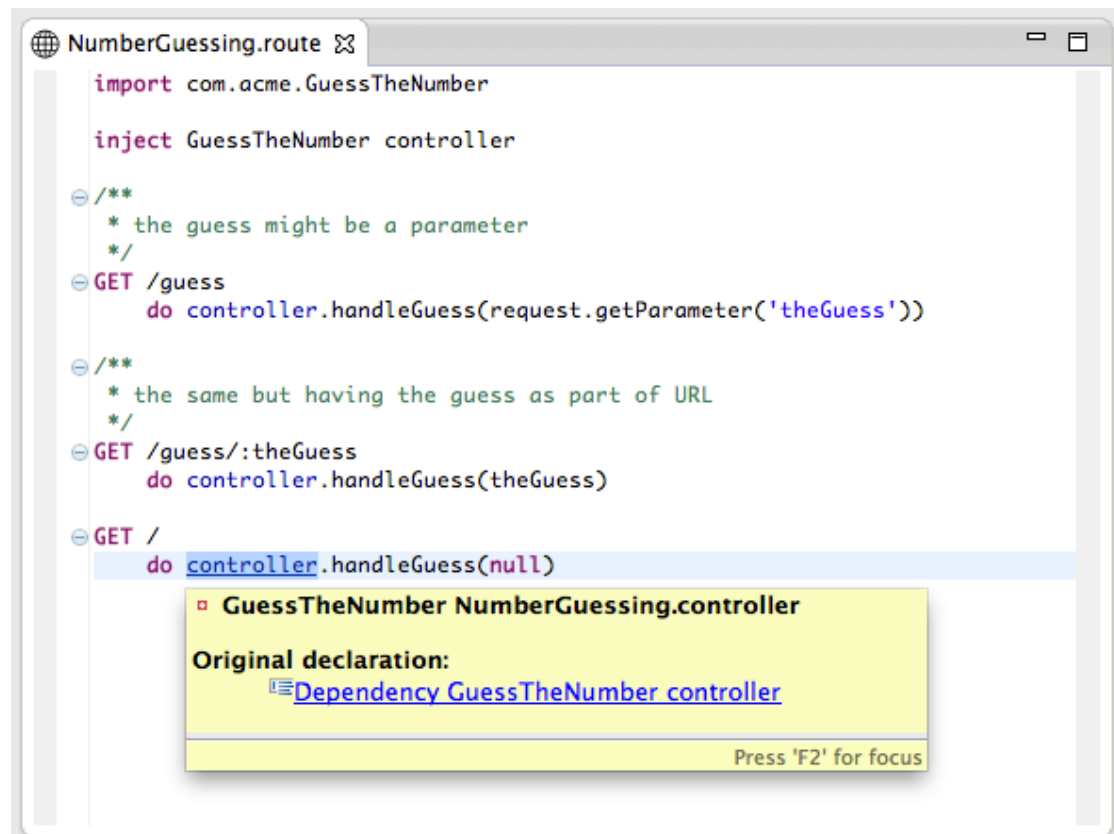 NumberGuessing.route
import com.acme.GuessTheNumber
inject GuessTheNumber controller
/**
* the guess might be a parameter
*/
GET /guess
do controller.handleGuess(request.getParameter('theGuess'))
/**
* the same but having the guess as part of URL
*/
GET /guess/:theGuess
do controller.handleGuess(theGuess)
GET /
do controller.handleGuess(null)
GuessTheNumber NumberGuessing.controller
Original declaration:
Dependency GuessTheNumber controller
Press 'F2' for focus